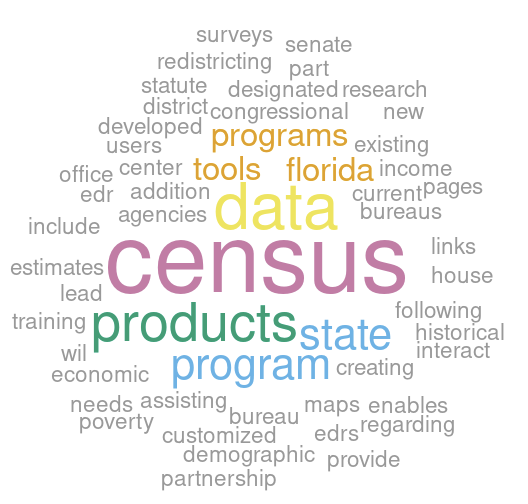 surveys
senate
redistricting
part
statute
designated research
district
congressional
new
developed
programs
users
existing
office
center
tools
florida
income
edr
addition
data
current
pages
agencies
bureaus
include
census
links
estimates
house
lead
training
products
state
following
historical
wil
program
interact
economic
creating
needs
assisting
maps
enables
poverty
bureau
regarding
customized
edrs
demographic
provide
partnership